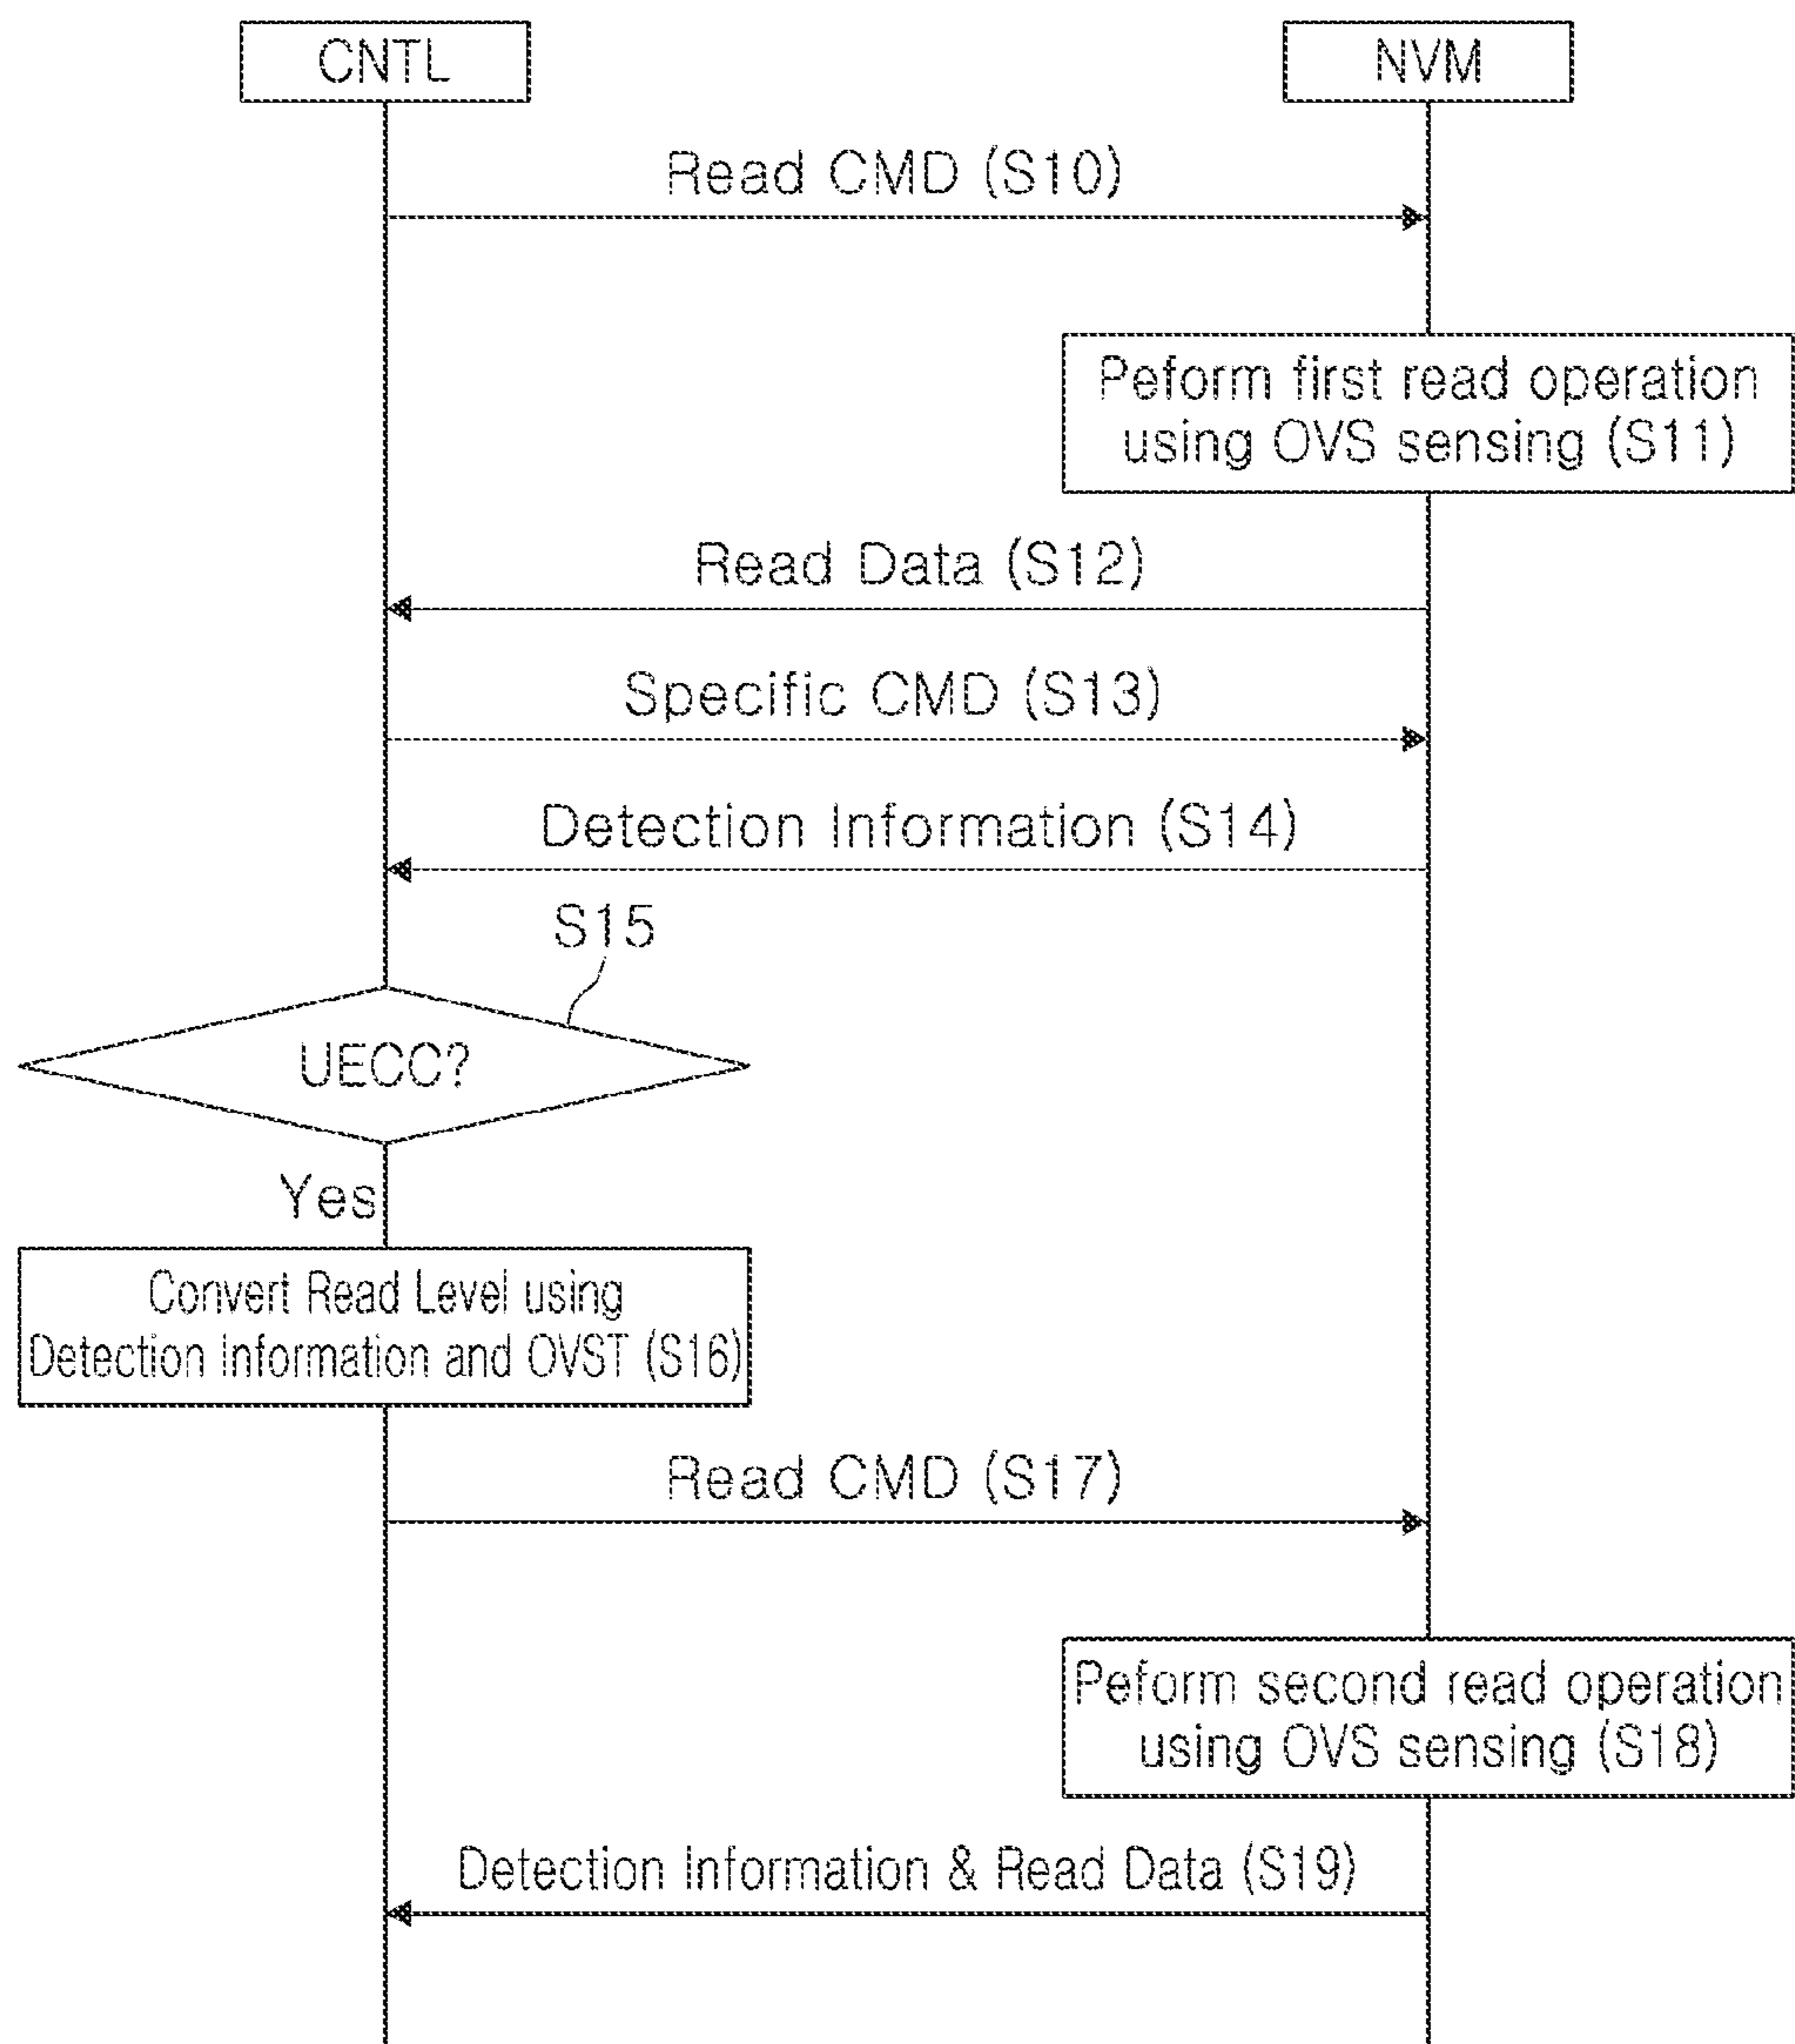 CNTL
NVM
Read CMD (S10)
Peform first read operation
using OVS sensing (S11)
Read Data (S12)
Specific CMD (S13)
Detection Information (S14)
S15
UECC?
Yes
Convert Read Level using
Detection Information and OVST (S16)
Read CMD (S17)
Peform second read operation
using OVS sensing (S18)
Detection Information & Read Data (S19)